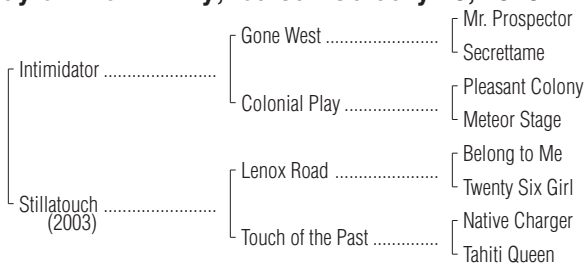 Mr. Prospector
Gone West
Secrettame
Intimidator
Pleasant Colony
Colonial Play
Meteor Stage
Belong to Me
Lenox Road
Twenty Six Girl
Stillatouch
(2003)
Native Charger
Touch of the Past
Tahiti Queen